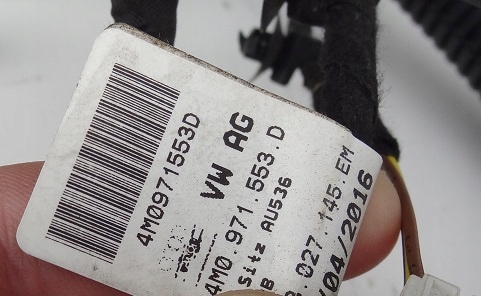 4M0971553D
VW AG
4M0.971.553.D
Sitz AU536
B
.027.145 EM
/04/2016